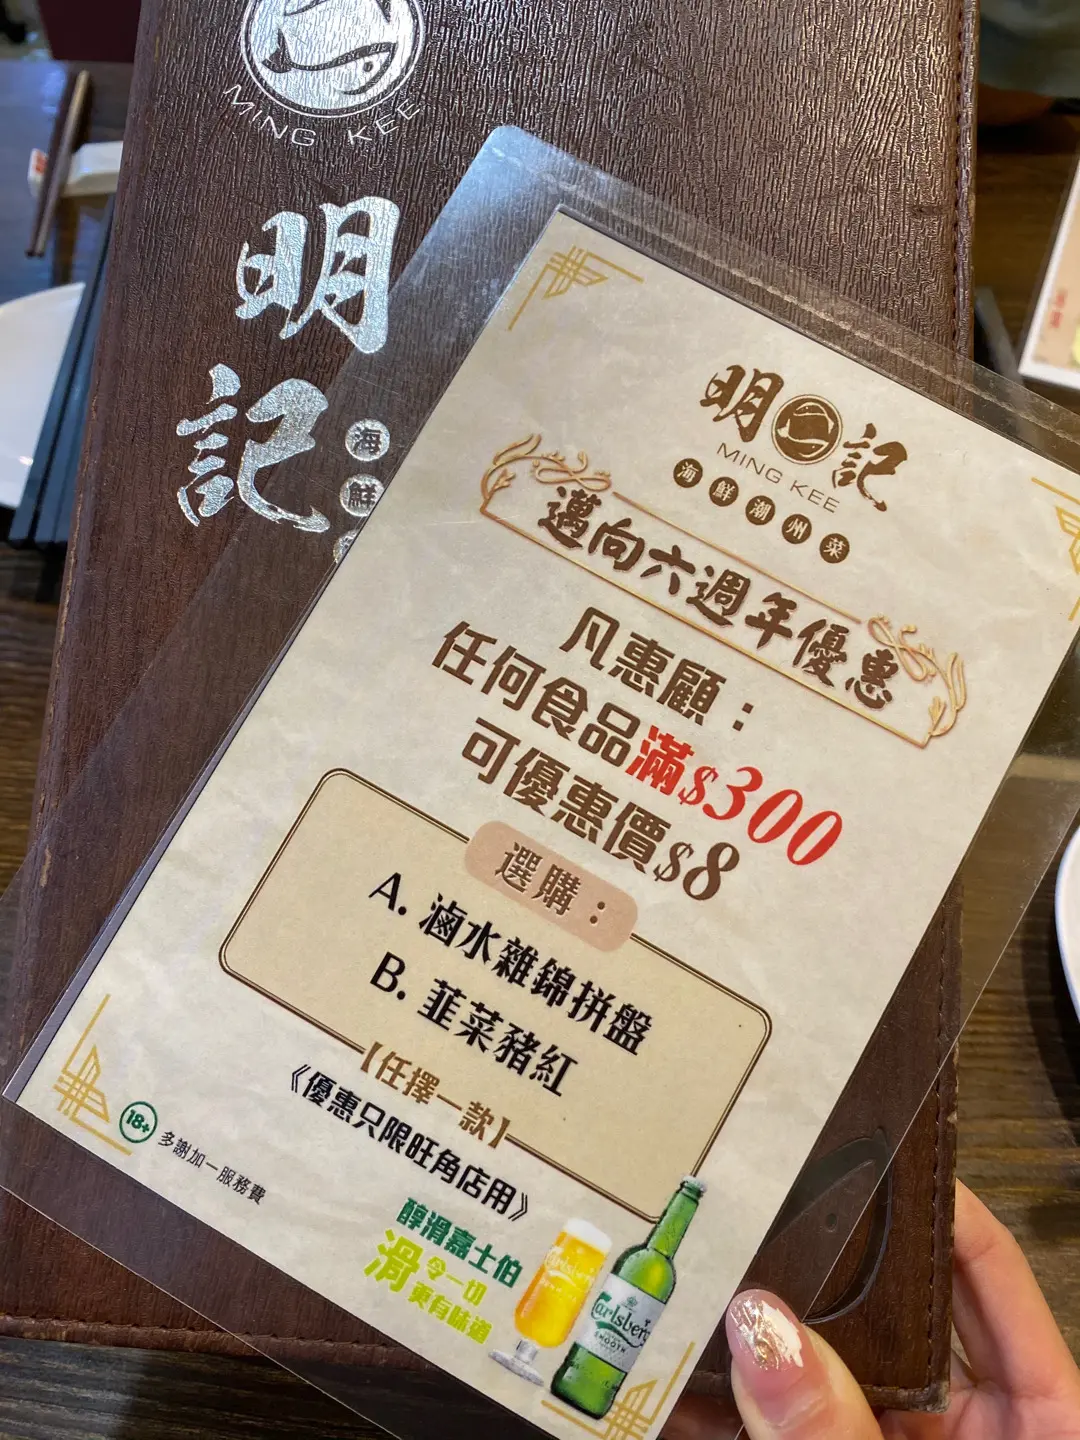 MING KEE
明
記
海
鮮
明記
MING KEE
海鮮潮州菜
邁向六週年優惠
凡惠顧：
任何食品滿$300
可優惠價$8
選購：
A. 滷水雜錦拼盤
B. 韮菜豬紅
【任擇一款】
《優惠只限旺角店用》
18+ 多謝加一服務費
醇滑嘉士伯
滑令一切
更有味道
Carlsberg
Carlsberg
SMOOTH